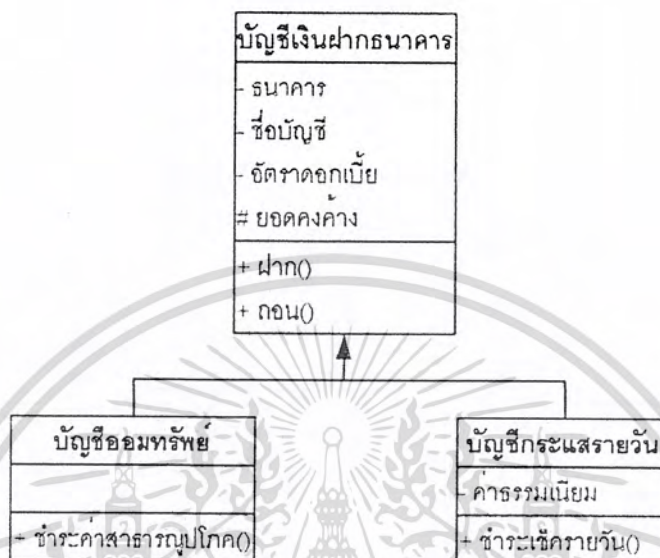 บัญชีเงินฝากธนาคาร
- ธนาคาร
- ชื่อบัญชี
- อัตราดอกเบี้ย
# ยอดคงค้าง
+ ฝาก()
+ ถอน()
บัญชีออมทรัพย์
+ ชำระค่าสาธารณูปโภค()
บัญชีกระแสรายวัน
- ค่าธรรมเนียม
+ ชำระเช็ครายวัน()